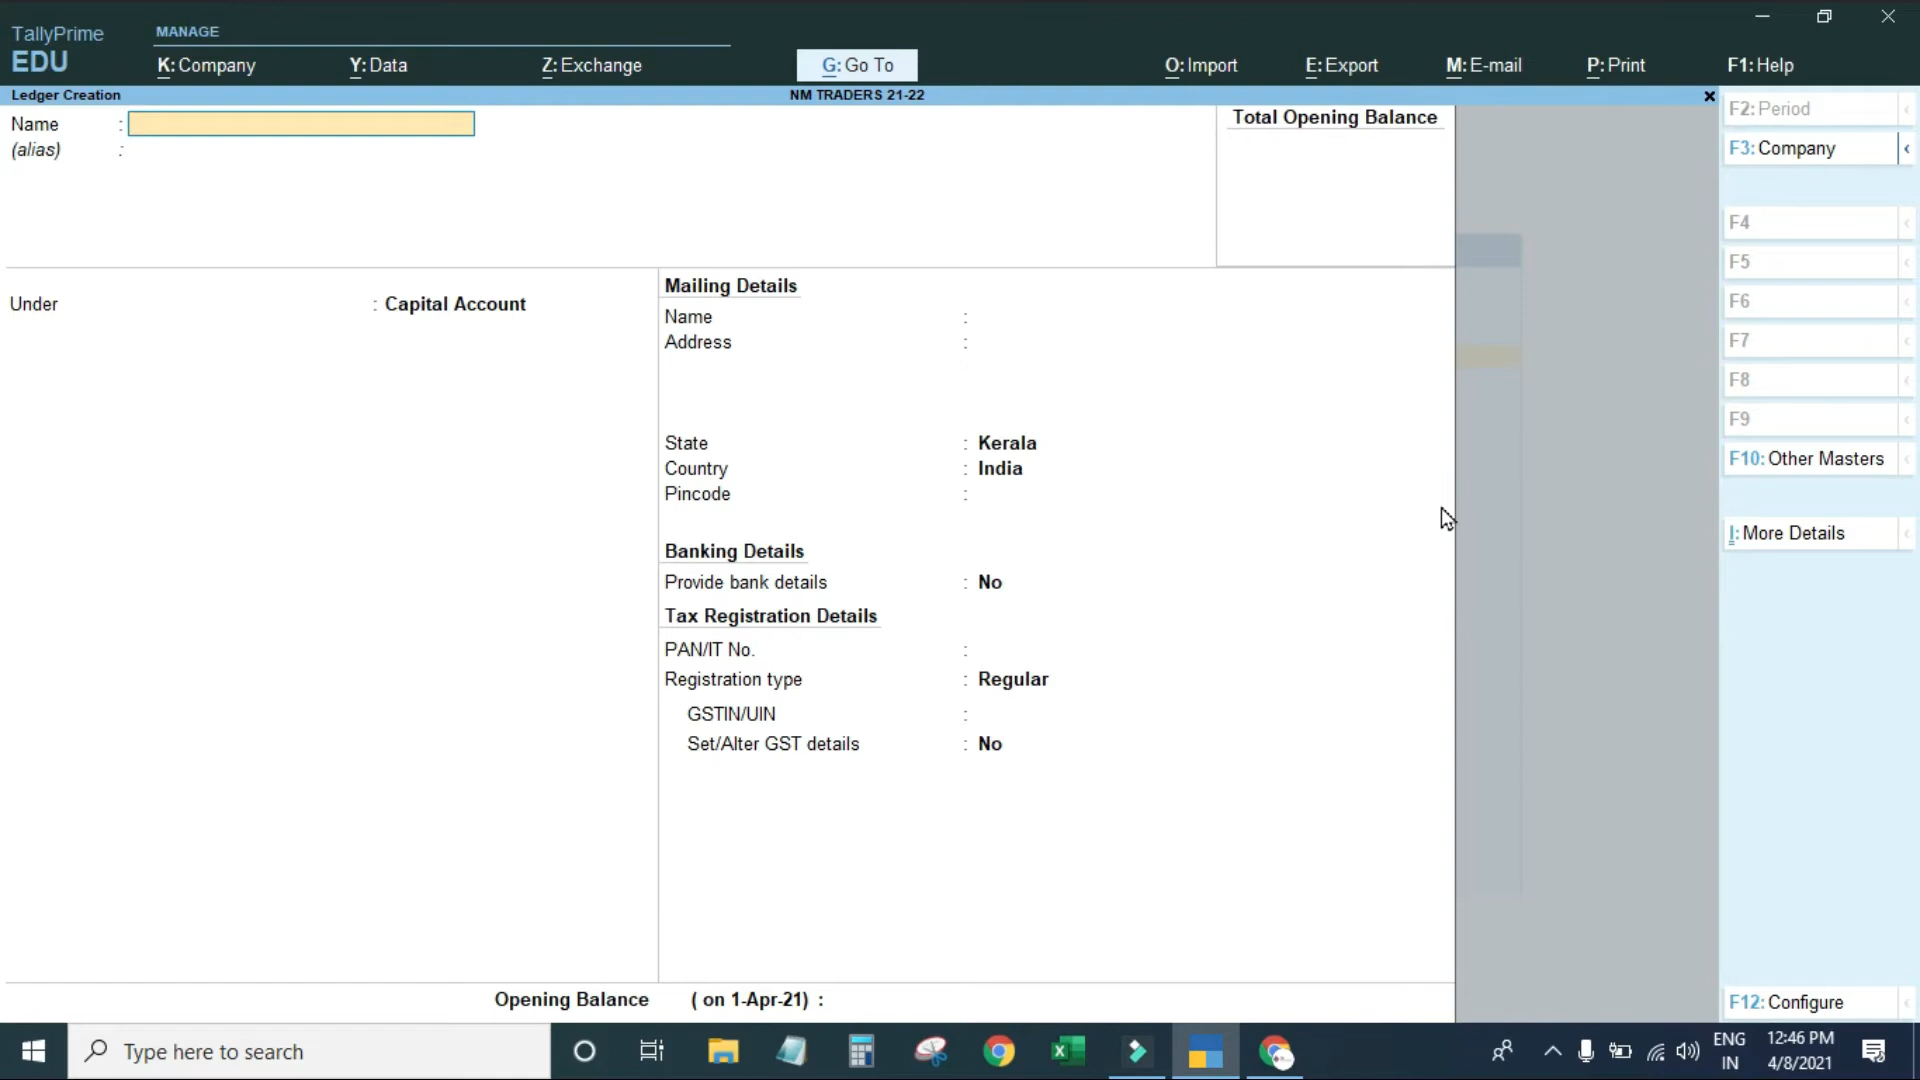 TallyPrime
EDU
MANAGE
K: Company
Y: Data
Z: Exchange
G: Go To
O: Import
E: Export
M: E-mail
P: Print
F1: Help
Ledger Creation
NM TRADERS 21-22
Name :
(alias) :
Total Opening Balance
Under : Capital Account
Mailing Details
Name :
Address :
State : Kerala
Country : India
Pincode :
Banking Details
Provide bank details : No
Tax Registration Details
PAN/IT No. :
Registration type : Regular
GSTIN/UIN :
Set/Alter GST details : No
Opening Balance ( on 1-Apr-21) :
F2: Period
F3: Company
F4
F5
F6
F7
F8
F9
F10: Other Masters
I: More Details
F12: Configure
Type here to search
ENG
IN
12:46 PM
4/8/2021